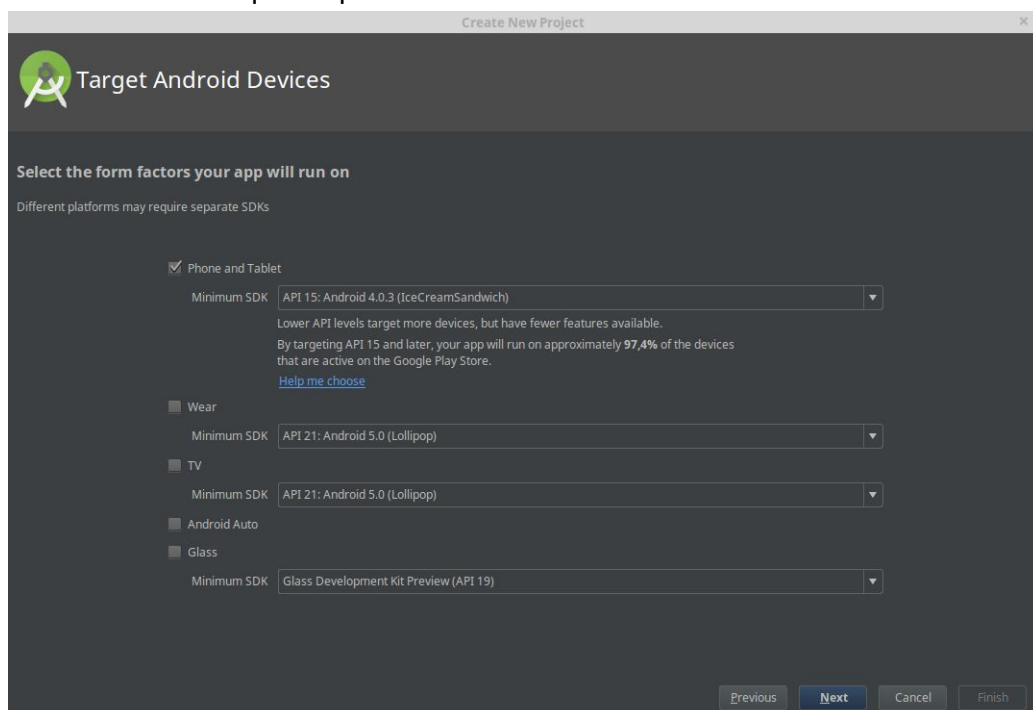 Create New Project
Target Android Devices
Select the form factors your app will run on
Different platforms may require separate SDKs
Phone and Tablet
Minimum SDK API 15: Android 4.0.3 (IceCreamSandwich)
Lower API levels target more devices, but have fewer features available.
By targeting API 15 and later, your app will run on approximately 97,4% of the devices
that are active on the Google Play Store.
Help me choose
Wear
Minimum SDK API 21: Android 5.0 (Lollipop)
TV
Minimum SDK API 21: Android 5.0 (Lollipop)
Android Auto
Glass
Minimum SDK Glass Development Kit Preview (API 19)
Previous Next Cancel Finish